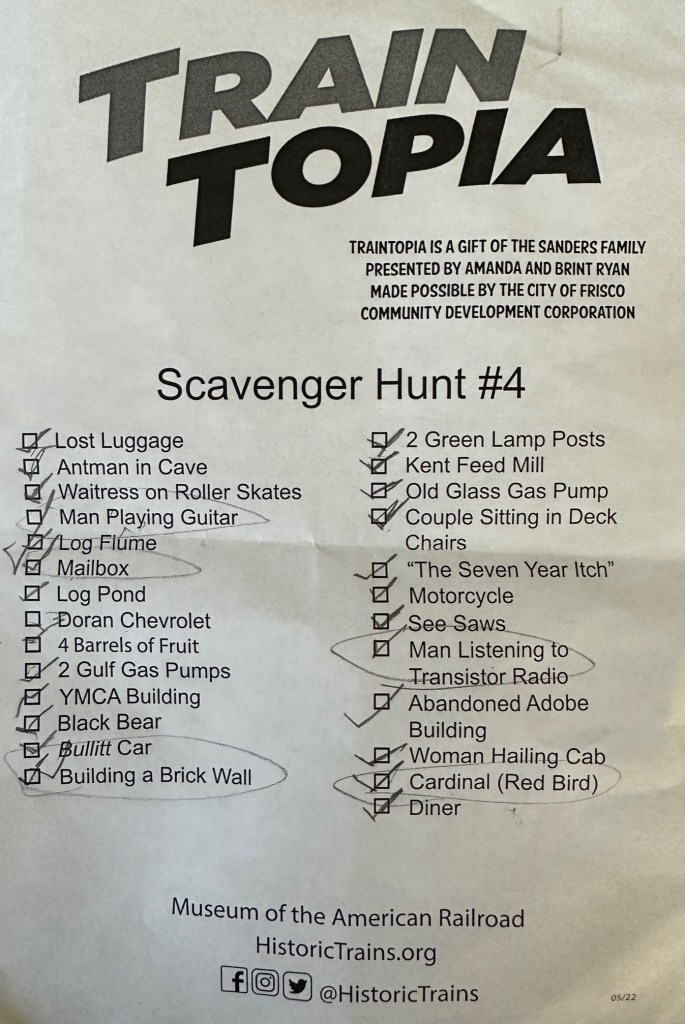 TRAIN
TOPIA
TRAINTOPIA IS A GIFT OF THE SANDERS FAMILY
PRESENTED BY AMANDA AND BRINT RYAN
MADE POSSIBLE BY THE CITY OF FRISCO
COMMUNITY DEVELOPMENT CORPORATION
Scavenger Hunt #4
Lost Luggage
Antman in Cave
Waitress on Roller Skates
Man Playing Guitar
Log Flume
Mailbox
Log Pond
Doran Chevrolet
4 Barrels of Fruit
2 Gulf Gas Pumps
YMCA Building
Black Bear
Bullitt Car
Building a Brick Wall
2 Green Lamp Posts
Kent Feed Mill
Old Glass Gas Pump
Couple Sitting in Deck
Chairs
“The Seven Year Itch”
Motorcycle
See Saws
Man Listening to
Transistor Radio
Abandoned Adobe
Building
Woman Hailing Cab
Cardinal (Red Bird)
Diner
Museum of the American Railroad
HistoricTrains.org
@HistoricTrains
05/22